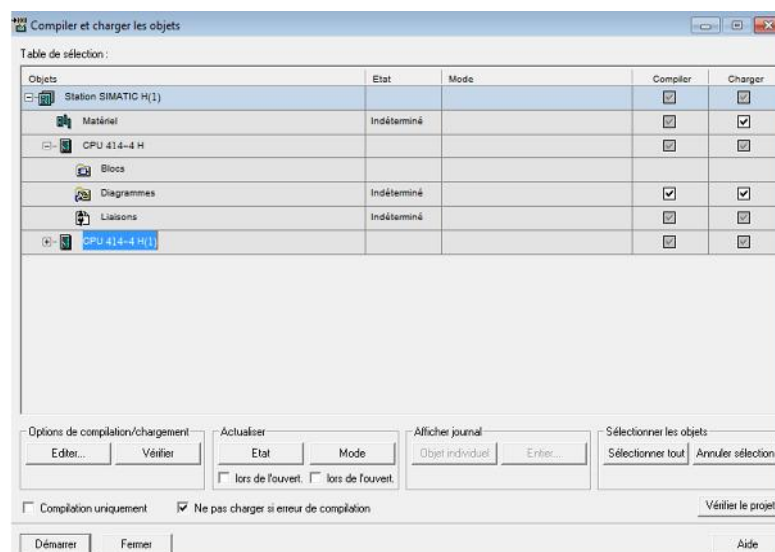 Compiler et charger les objets
Table de sélection :
Objets Etat Mode Compiler Charger
Station SIMATIC H(1)
Matériel Indéterminé
CPU 414-4 H
Blocs
Diagrammes Indéterminé
Liaisons Indéterminé
CPU 414-4 H(1)
Options de compilation/chargement Actualiser Afficher journal Sélectionner les objets
Editer... Vérifier Etat Mode Objet individuel Entier... Sélectionner tout Annuler sélection
lors de l'ouvert. lors de l'ouvert.
Compilation uniquement Ne pas charger si erreur de compilation Vérifier le projet
Démarrer Fermer Aide